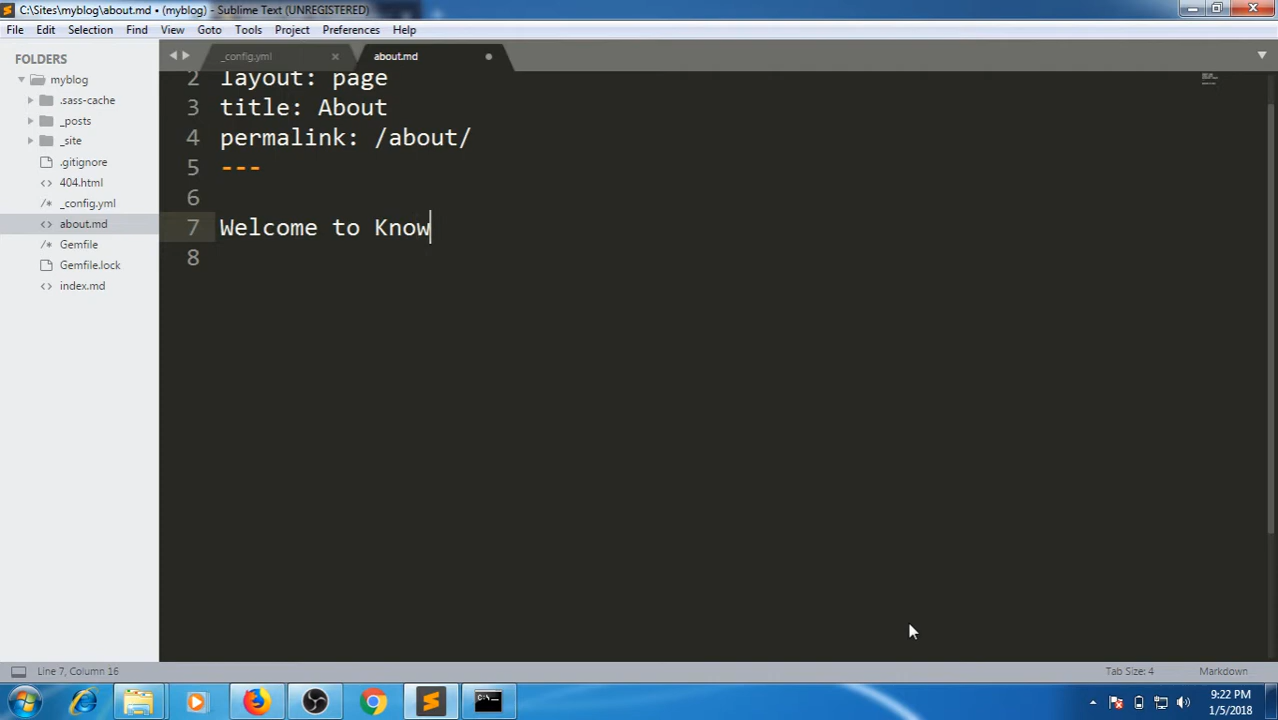 C:\Sites\myblog\about.md • (myblog) - Sublime Text (UNREGISTERED)
File Edit Selection Find View Goto Tools Project Preferences Help
FOLDERS
myblog
.sass-cache
_posts
_site
.gitignore
404.html
_config.yml
about.md
Gemfile
Gemfile.lock
index.md
_config.yml about.md
2 layout: page
3 title: About
4 permalink: /about/
5 ---
6
7 Welcome to Know
8
Line 7, Column 16 Tab Size: 4 Markdown
9:22 PM
1/5/2018